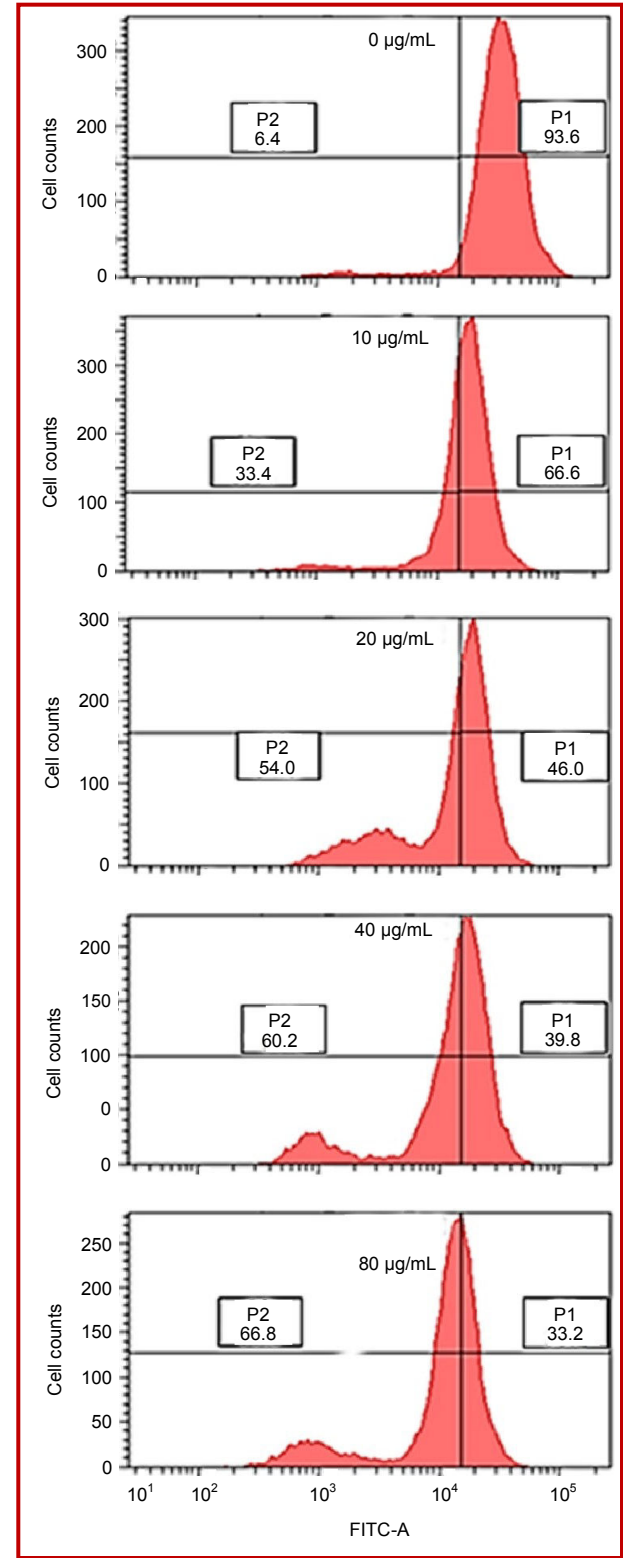 0 µg/mL
300
200
100
0
Cell counts
P2
6.4
P1
93.6
10 µg/mL
300
200
100
0
Cell counts
P2
33.4
P1
66.6
20 µg/mL
300
200
100
0
Cell counts
P2
54.0
P1
46.0
40 µg/mL
200
150
100
0
0
Cell counts
P2
60.2
P1
39.8
80 µg/mL
250
200
150
100
50
0
Cell counts
P2
66.8
P1
33.2
10¹ 10² 10³ 10⁴ 10⁵
FITC-A